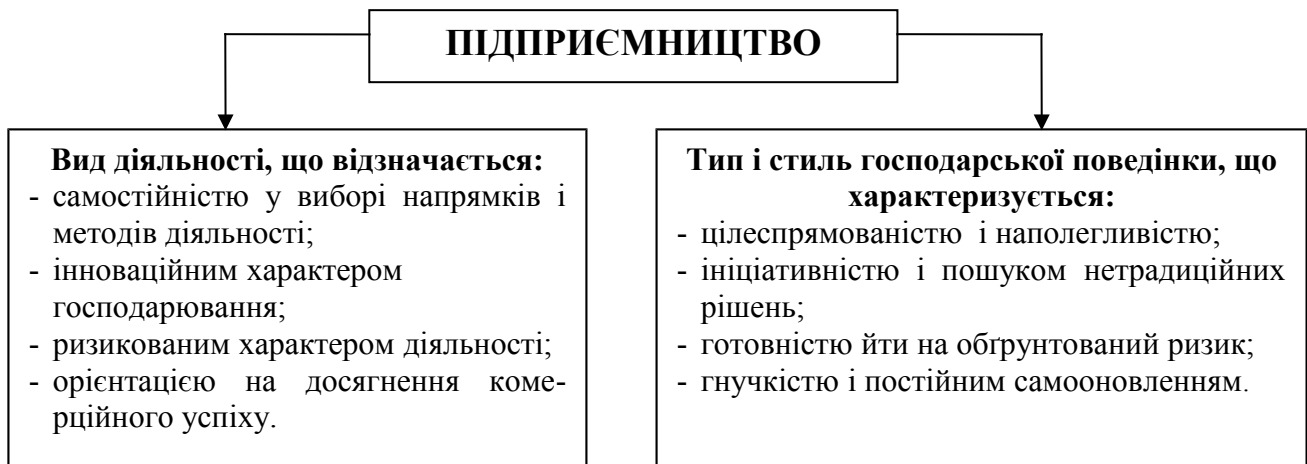 ПІДПРИЄМНИЦТВО
Вид діяльності, що відзначається:
- самостійністю у виборі напрямків і
методів діяльності;
- інноваційним характером
господарювання;
- ризикованим характером діяльності;
- орієнтацією на досягнення коме-
рційного успіху.
Тип і стиль господарської поведінки, що
характеризується:
- цілеспрямованістю і наполегливістю;
- ініціативністю і пошуком нетрадиційних
рішень;
- готовністю йти на обґрунтований ризик;
- гнучкістю і постійним самооновленням.